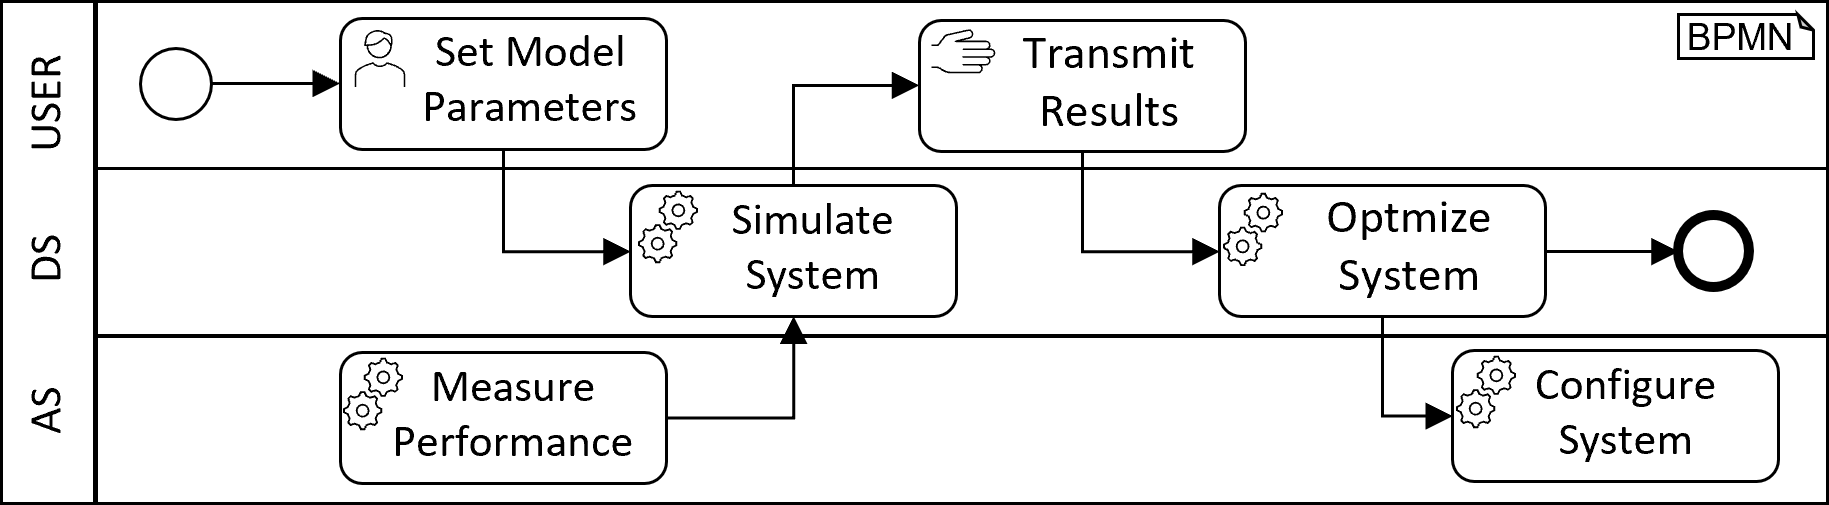 USER
Set Model
Parameters
Transmit
Results
BPMN
DS
Simulate
System
Optmize
System
AS
Measure
Performance
Configure
System